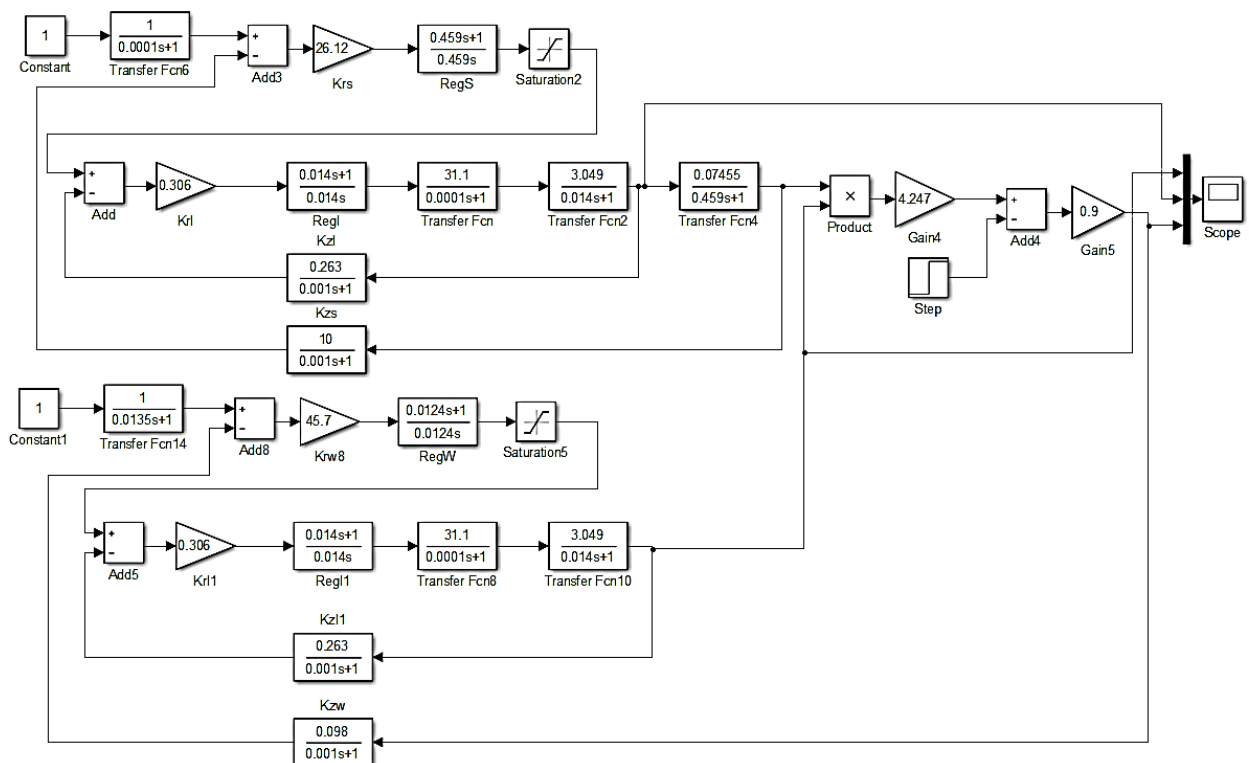 1
Constant
1
0.0001s+1
Transfer Fcn6
+
−
Add3
26.12
Krs
0.459s+1
0.459s
RegS
Saturation2
+
−
Add
0.306
Krl
0.014s+1
0.014s
Regl
31.1
0.0001s+1
Transfer Fcn
3.049
0.014s+1
Transfer Fcn2
0.07455
0.459s+1
Transfer Fcn4
×
Product
4.247
Gain4
+
−
Add4
0.9
Gain5
Scope
Kzl
0.263
0.001s+1
Step
Kzs
10
0.001s+1
1
Constant1
1
0.0135s+1
Transfer Fcn14
+
−
Add8
45.7
Krw8
0.0124s+1
0.0124s
RegW
Saturation5
+
−
Add5
0.306
Krl1
0.014s+1
0.014s
Regl1
31.1
0.0001s+1
Transfer Fcn8
3.049
0.014s+1
Transfer Fcn10
Kzl1
0.263
0.001s+1
Kzw
0.098
0.001s+1